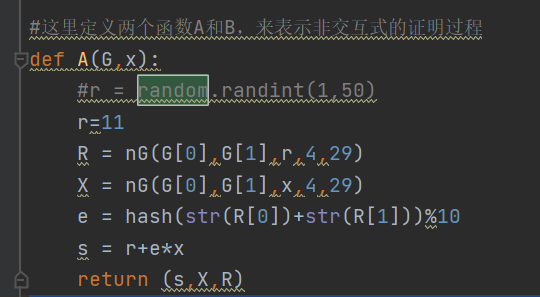 #这里定义两个函数A和B，来表示非交互式的证明过程
def A(G,x):
#r = random.randint(1,50)
r=11
R = nG(G[0],G[1],r,4,29)
X = nG(G[0],G[1],x,4,29)
e = hash(str(R[0])+str(R[1]))%10
s = r+e*x
return (s,X,R)